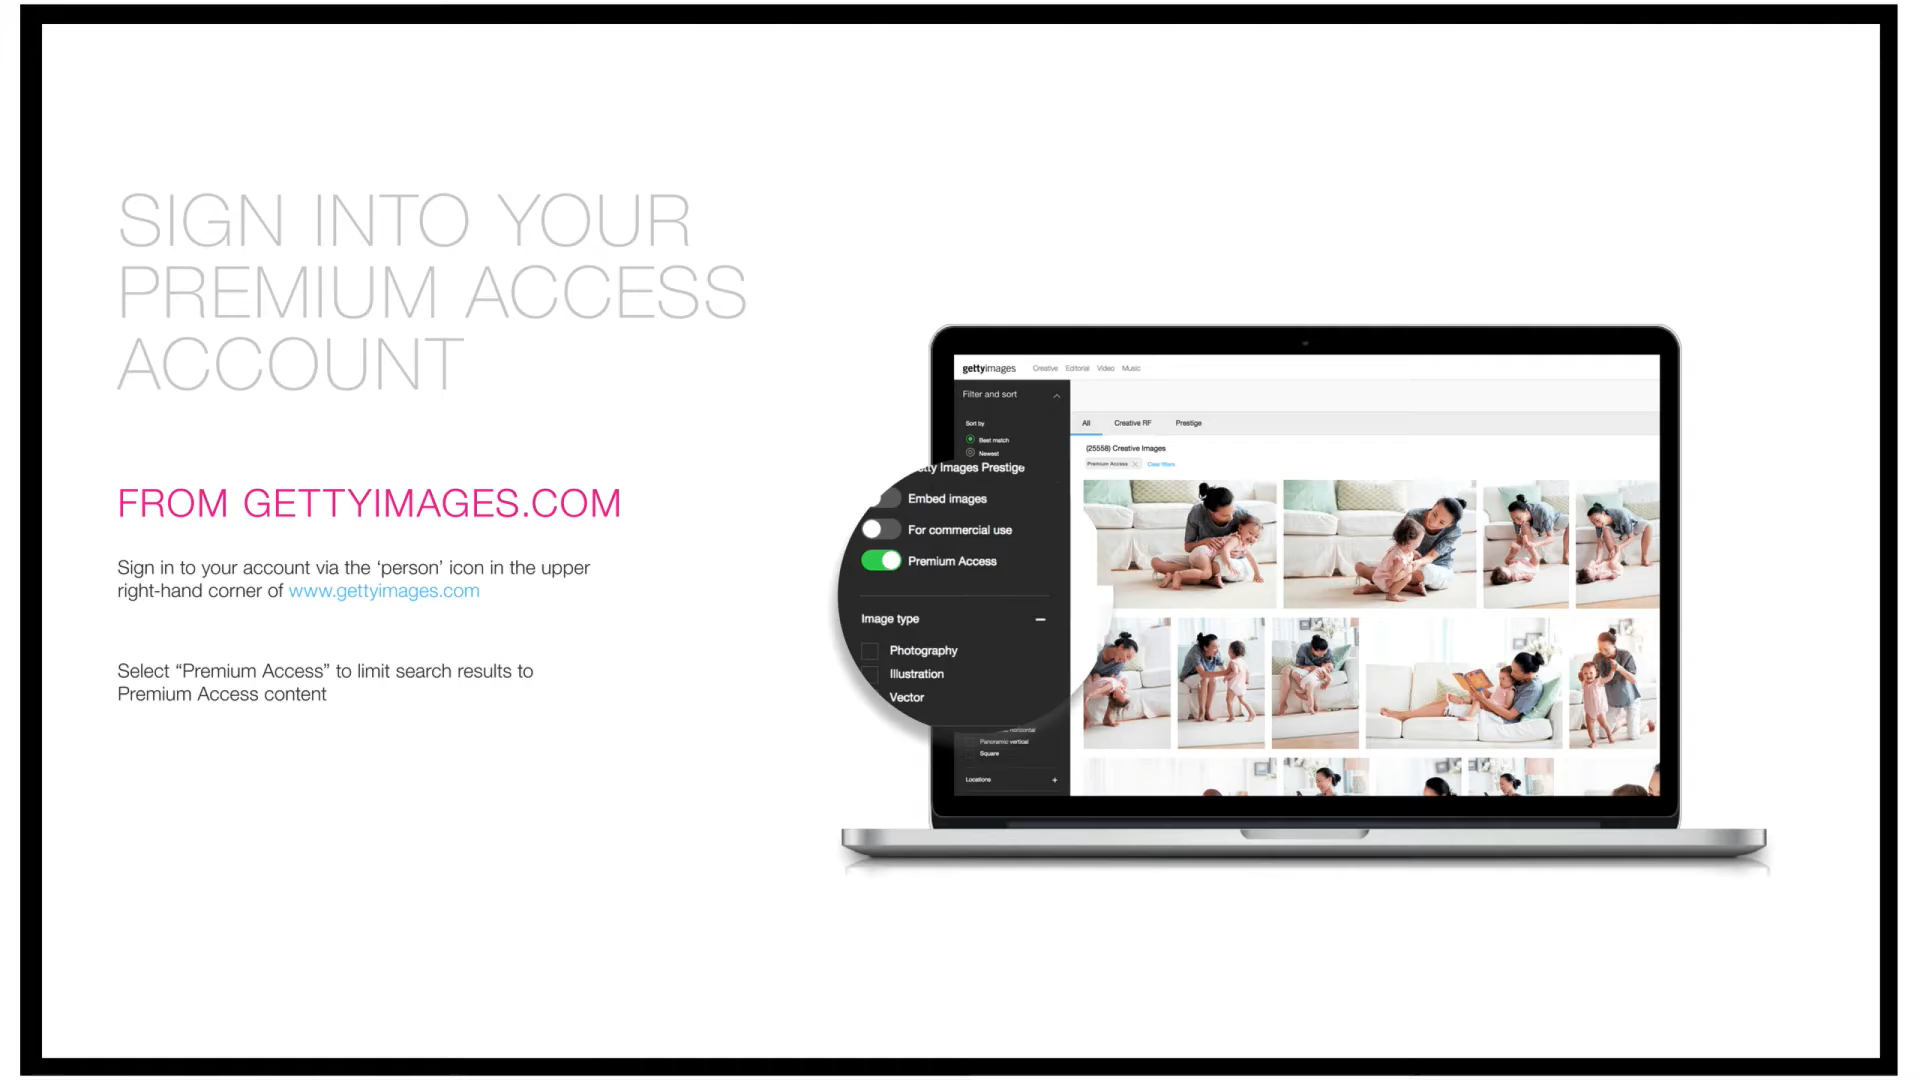 SIGN INTO YOUR
PREMIUM ACCESS
ACCOUNT
FROM GETTYIMAGES.COM
Sign in to your account via the ‘person’ icon in the upper
right-hand corner of www.gettyimages.com
Select “Premium Access” to limit search results to
Premium Access content
gettyimages Creative Editorial Video Music
Filter and sort
Sort by
Best match
Newest
Images Prestige
Embed images
For commercial use
Premium Access
Image type
Photography
Illustration
Vector
horizontal
Panoramic vertical
Square
Locations +
All Creative RF Prestige
(25558) Creative Images
Premium Access × Clear filters